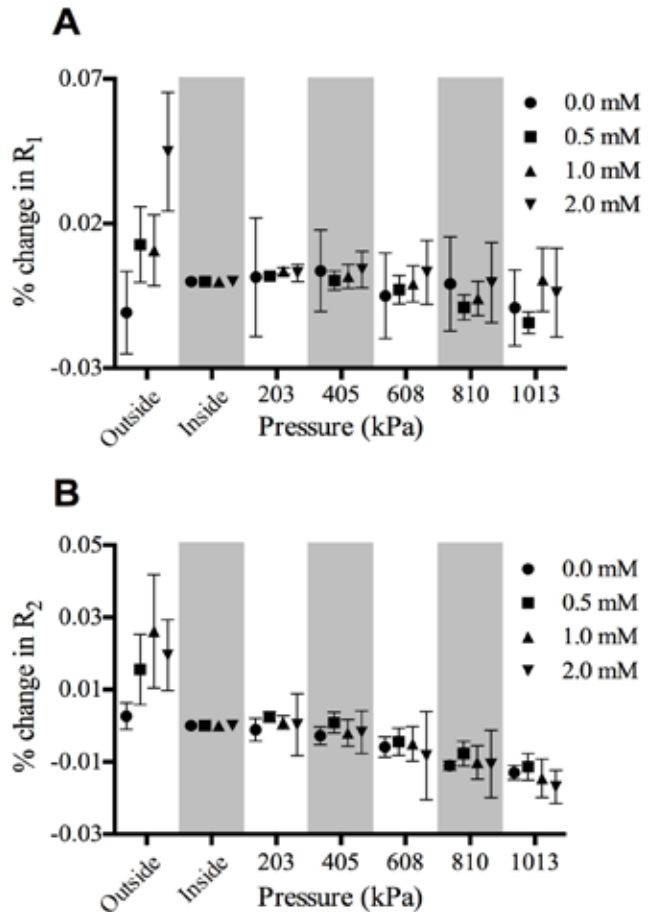 A
% change in R1
0.07
0.02
-0.03
0.0 mM
0.5 mM
1.0 mM
2.0 mM
Outside
Inside
203
405
608
810
1013
Pressure (kPa)
B
% change in R2
0.05
0.03
0.01
-0.01
-0.03
0.0 mM
0.5 mM
1.0 mM
2.0 mM
Outside
Inside
203
405
608
810
1013
Pressure (kPa)